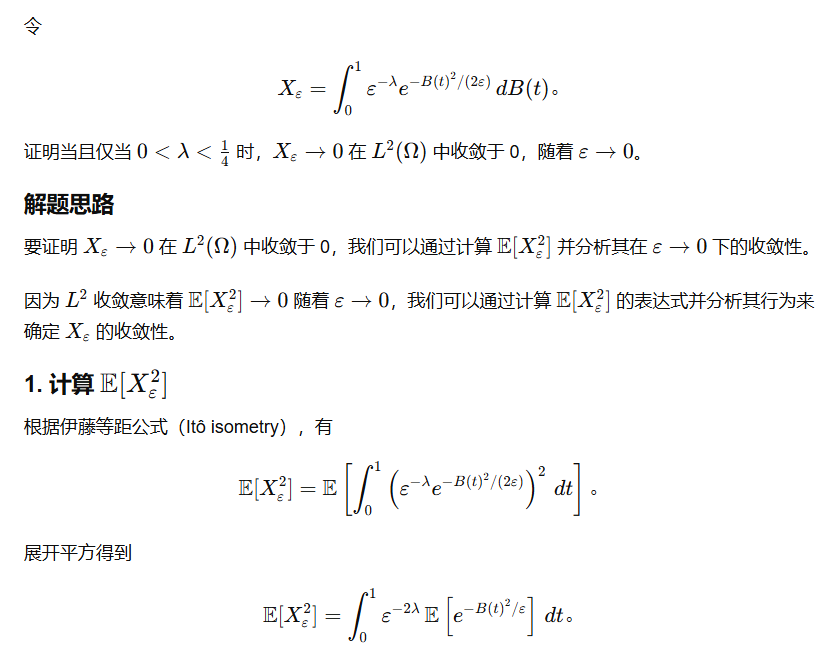 令
$$X_\varepsilon = \int_0^1 \varepsilon^{-\lambda} e^{-B(t)^2/(2\varepsilon)} \, dB(t)。$$
证明当且仅当 $0 < \lambda < \frac{1}{4}$ 时，$X_\varepsilon \to 0$ 在 $L^2(\Omega)$ 中收敛于 0，随着 $\varepsilon \to 0$。
解题思路
要证明 $X_\varepsilon \to 0$ 在 $L^2(\Omega)$ 中收敛于 0，我们可以通过计算 $\mathbb{E}[X_\varepsilon^2]$ 并分析其在 $\varepsilon \to 0$ 下的收敛性。
因为 $L^2$ 收敛意味着 $\mathbb{E}[X_\varepsilon^2] \to 0$ 随着 $\varepsilon \to 0$，我们可以通过计算 $\mathbb{E}[X_\varepsilon^2]$ 的表达式并分析其行为来
确定 $X_\varepsilon$ 的收敛性。
1. 计算 $\mathbb{E}[X_\varepsilon^2]$
根据伊藤等距公式（Itô isometry），有
$$\mathbb{E}[X_\varepsilon^2] = \mathbb{E}\left[\int_0^1 \left(\varepsilon^{-\lambda} e^{-B(t)^2/(2\varepsilon)}\right)^2 \, dt\right]。$$
展开平方得到
$$\mathbb{E}[X_\varepsilon^2] = \int_0^1 \varepsilon^{-2\lambda} \, \mathbb{E}\left[e^{-B(t)^2/\varepsilon}\right] \, dt。$$